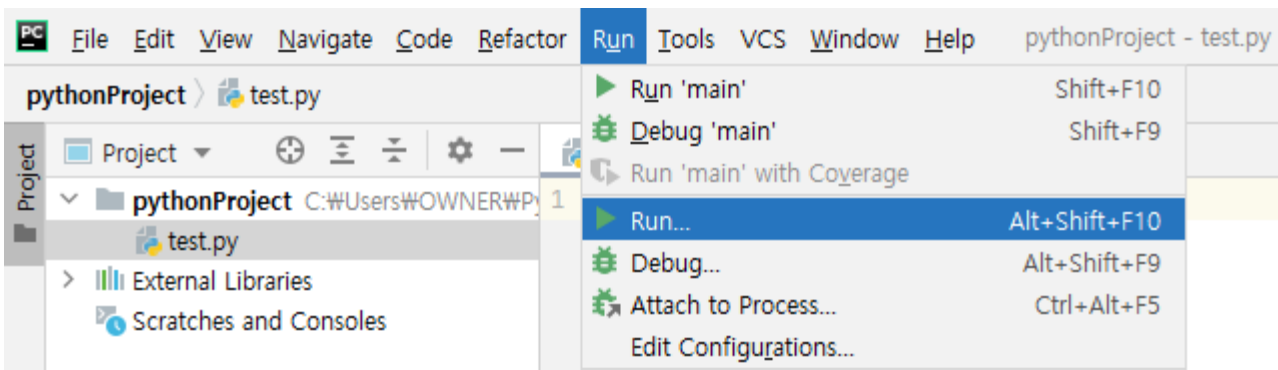 PC File Edit View Navigate Code Refactor Run Tools VCS Window Help pythonProject - test.py
pythonProject test.py
Project
Project
pythonProject C:₩Users₩OWNER₩Py
test.py
External Libraries
Scratches and Consoles
1
Run 'main' Shift+F10
Debug 'main' Shift+F9
Run 'main' with Coverage
Run... Alt+Shift+F10
Debug... Alt+Shift+F9
Attach to Process... Ctrl+Alt+F5
Edit Configurations...